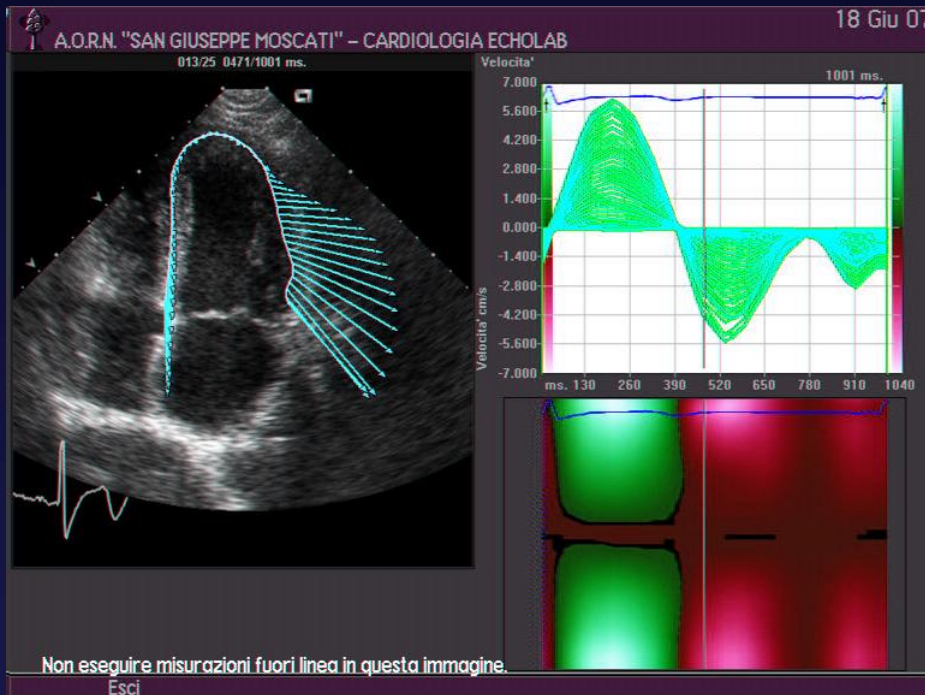 18 Giu 07
A.O.R.N. "SAN GIUSEPPE MOSCATI" – CARDIOLOGIA ECHOLAB
013/25 0471/1001 ms.
Velocita'
1001 ms.
7.000
5.600
4.200
2.800
1.400
0.000
-1.400
-2.800
-4.200
-5.600
-7.000
Velocita' cm/s
ms. 130 260 390 520 650 780 910 1040
Non eseguire misurazioni fuori linea in questa immagine.
Esci